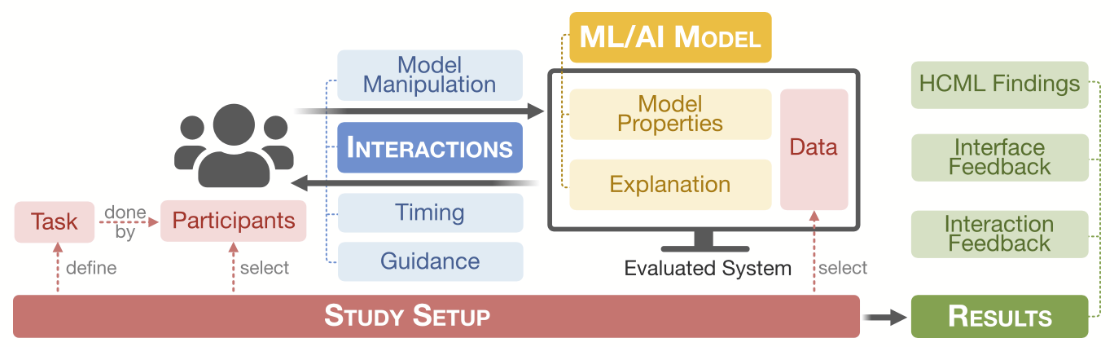 ML/AI MODEL
Model
Manipulation
INTERACTIONS
Timing
Guidance
Model
Properties
Explanation
Data
Evaluated System
Task
done
by
Participants
define
select
select
STUDY SETUP
HCML Findings
Interface
Feedback
Interaction
Feedback
RESULTS